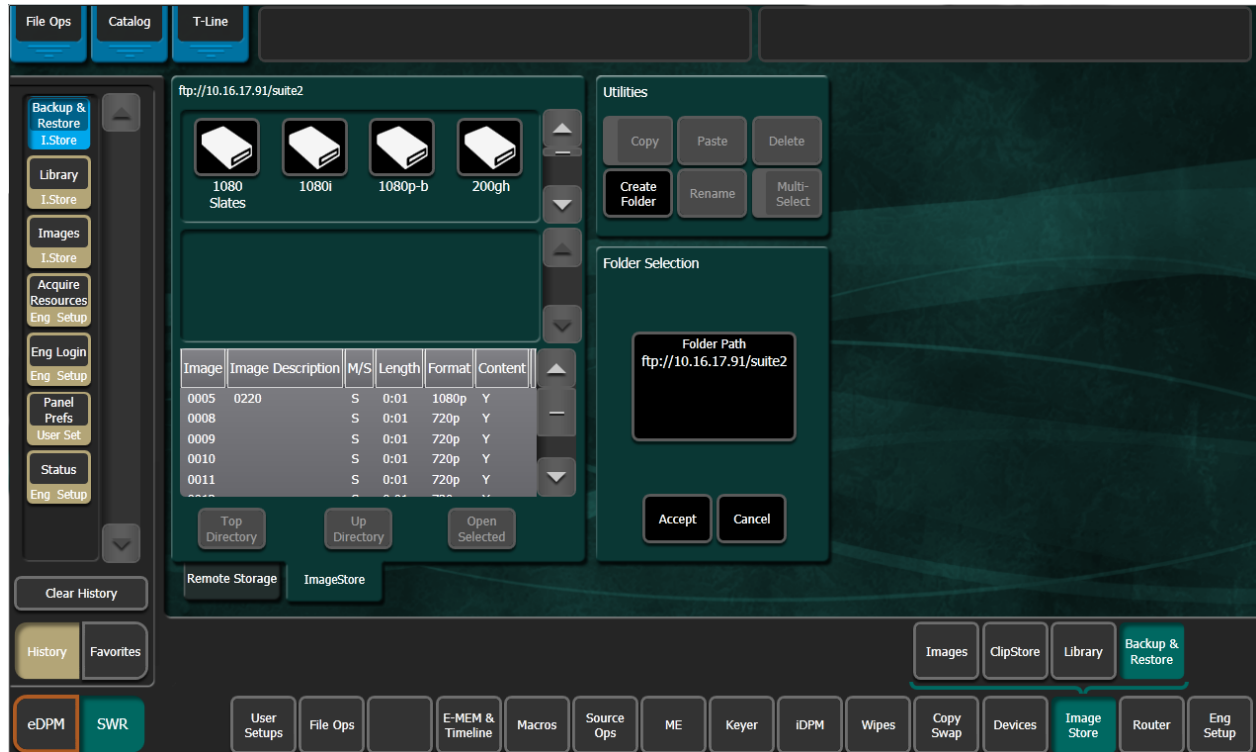 File Ops
Catalog
T-Line
Backup &
Restore
I.Store
Library
I.Store
Images
I.Store
Acquire
Resources
Eng Setup
Eng Login
Eng Setup
Panel
Prefs
User Set
Status
Eng Setup
Clear History
History
Favorites
ftp://10.16.17.91/suite2
1080
Slates
1080i
1080p-b
200gh
Image Image Description M/S Length Format Content
0005 0220 S 0:01 1080p Y
0008 S 0:01 720p Y
0009 S 0:01 720p Y
0010 S 0:01 720p Y
0011 S 0:01 720p Y
Top
Directory
Up
Directory
Open
Selected
Remote Storage
ImageStore
Utilities
Copy
Paste
Delete
Create
Folder
Rename
Multi-
Select
Folder Selection
Folder Path
ftp://10.16.17.91/suite2
Accept
Cancel
Images
ClipStore
Library
Backup &
Restore
eDPM
SWR
User
Setups
File Ops
E-MEM &
Timeline
Macros
Source
Ops
ME
Keyer
iDPM
Wipes
Copy
Swap
Devices
Image
Store
Router
Eng
Setup